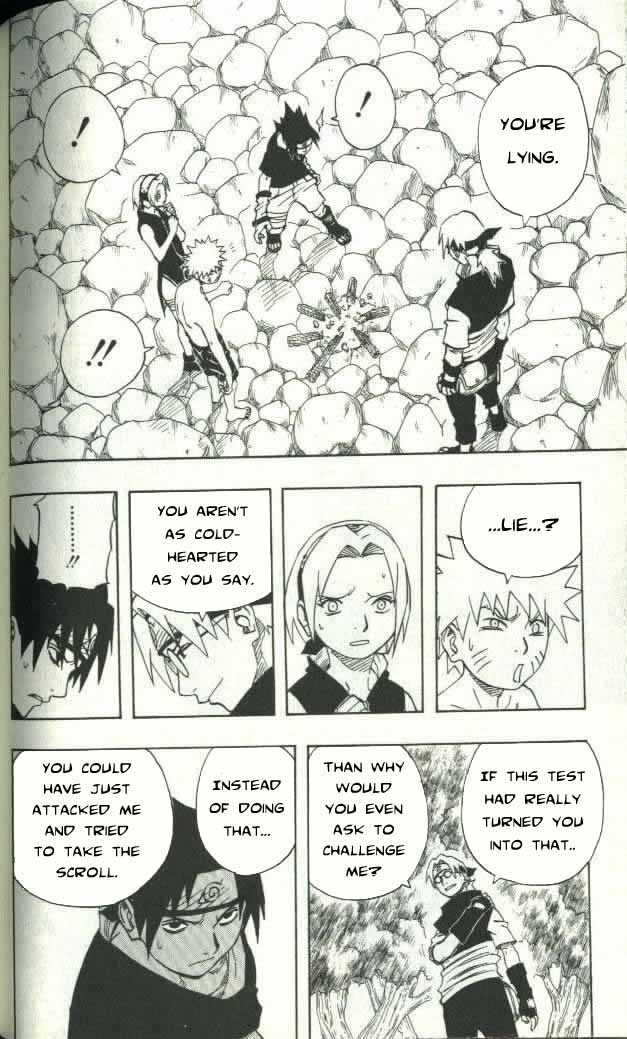 YOU'RE
LYING.
!
!
!!
...LIE...?
YOU AREN'T
AS COLD-
HEARTED
AS YOU SAY.
......!!
IF THIS TEST
HAD REALLY
TURNED YOU
INTO THAT..
THAN WHY
WOULD
YOU EVEN
ASK TO
CHALLENGE
ME?
INSTEAD
OF DOING
THAT...
YOU COULD
HAVE JUST
ATTACKED ME
AND TRIED
TO TAKE THE
SCROLL.